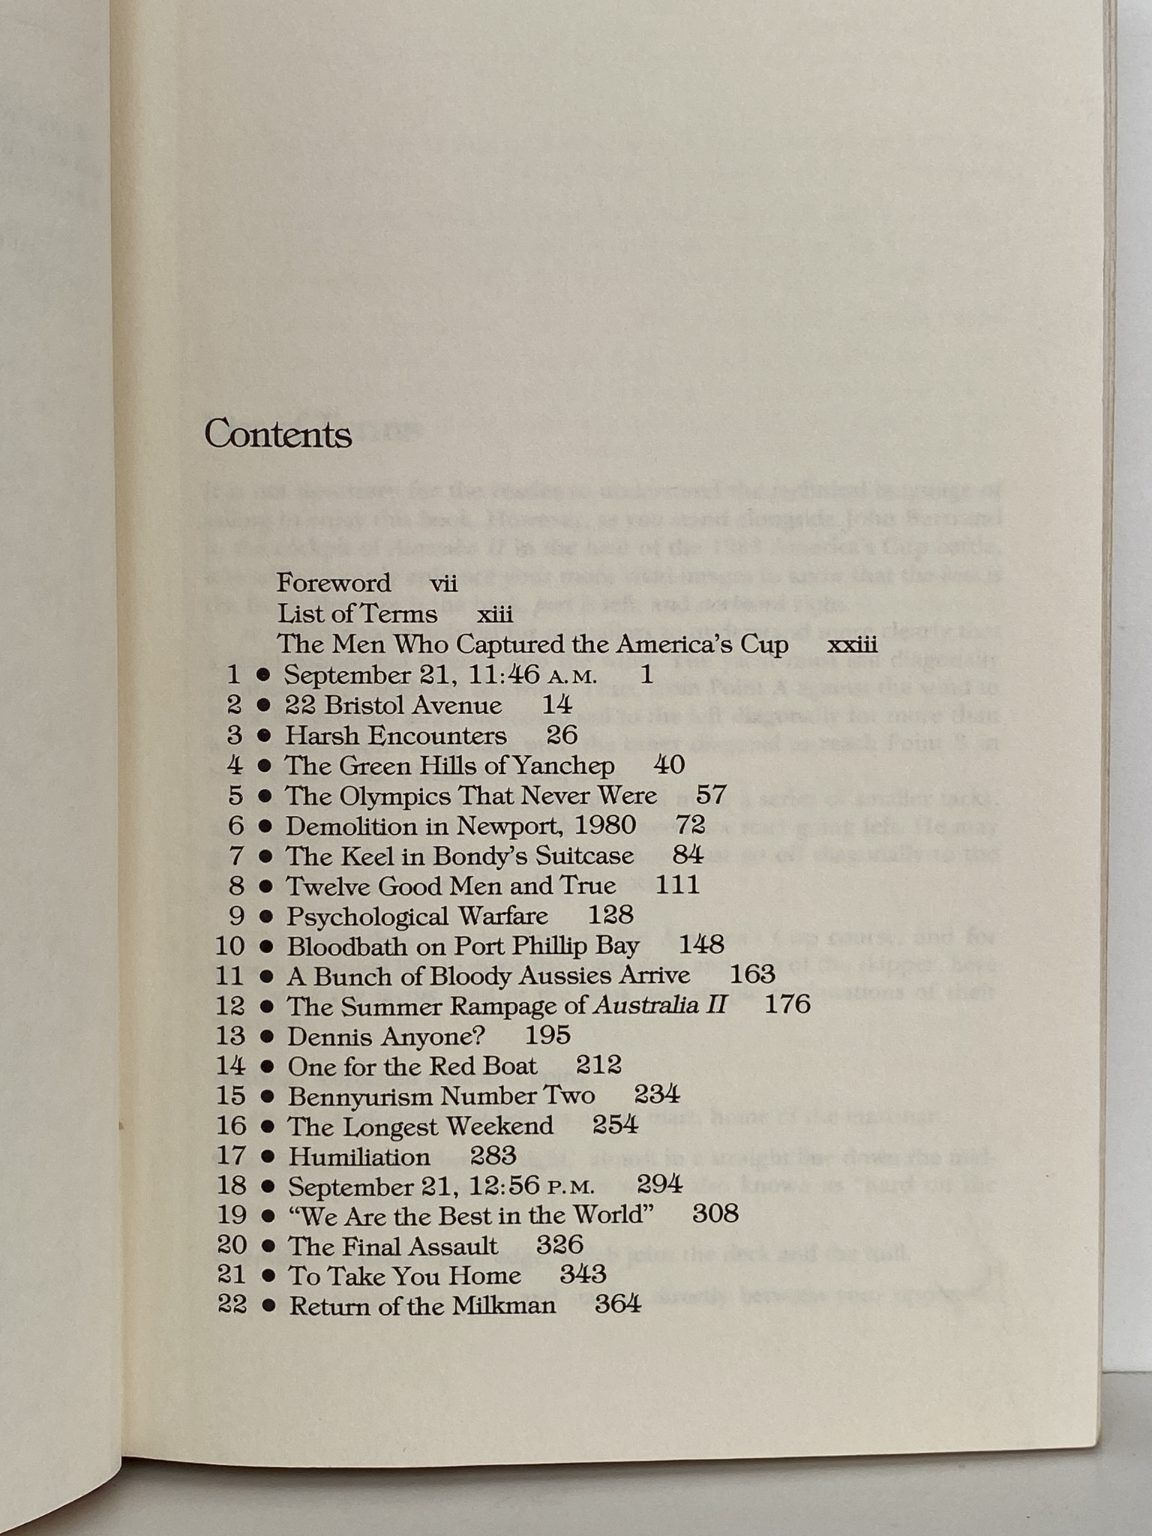 Contents
Foreword vii
List of Terms xiii
The Men Who Captured the America's Cup xxiii
1 • September 21, 11:46 A.M. 1
2 • 22 Bristol Avenue 14
3 • Harsh Encounters 26
4 • The Green Hills of Yanchep 40
5 • The Olympics That Never Were 57
6 • Demolition in Newport, 1980 72
7 • The Keel in Bondy's Suitcase 84
8 • Twelve Good Men and True 111
9 • Psychological Warfare 128
10 • Bloodbath on Port Phillip Bay 148
11 • A Bunch of Bloody Aussies Arrive 163
12 • The Summer Rampage of Australia II 176
13 • Dennis Anyone? 195
14 • One for the Red Boat 212
15 • Bennyurism Number Two 234
16 • The Longest Weekend 254
17 • Humiliation 283
18 • September 21, 12:56 P.M. 294
19 • "We Are the Best in the World" 308
20 • The Final Assault 326
21 • To Take You Home 343
22 • Return of the Milkman 364